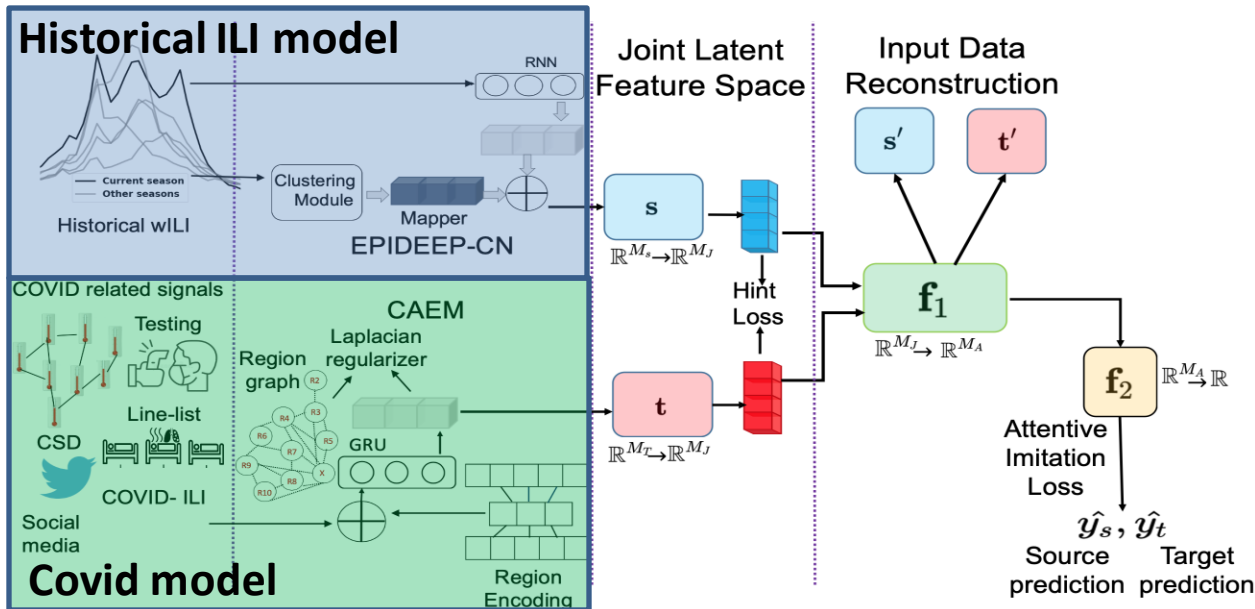 Historical ILI model
RNN
Current season
Other seasons
Historical wILI
Clustering
Module
Mapper
EPIDEEP-CN
COVID related signals
Testing
Line-list
CSD
COVID- ILI
Social
media
CAEM
Laplacian
regularizer
Region
graph
R2
R3
R4
R5
R6
R7
R8
R9
R10
X
GRU
Region
Encoding
Covid model
Joint Latent
Feature Space
s
ℝ^{M_s}→ℝ^{M_J}
Hint
Loss
t
ℝ^{M_T}→ℝ^{M_J}
Input Data
Reconstruction
s′
t′
f₁
ℝ^{M_J}→ ℝ^{M_A}
f₂
ℝ^{M_A}→ℝ
Attentive
Imitation
Loss
ŷ_s, ŷ_t
Source
prediction
Target
prediction